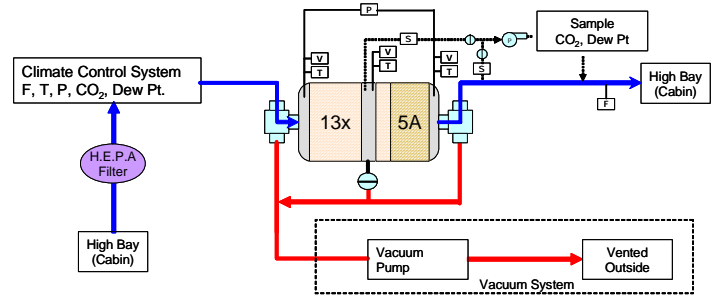 P
Sample
CO2, Dew Pt
S
P
V
T
V
T
V
T
S
Climate Control System
F, T, P, CO2, Dew Pt.
High Bay
(Cabin)
F
13x
5A
H.E.P.A
Filter
High Bay
(Cabin)
Vacuum
Pump
Vented
Outside
Vacuum System